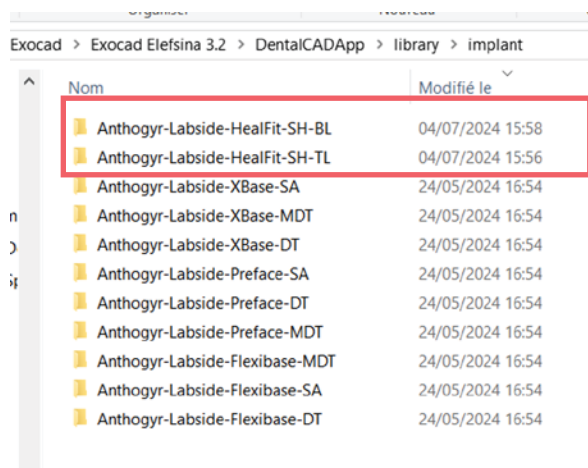 Exocad > Exocad Elefsina 3.2 > DentalCADApp > library > implant
Nom Modifié le
Anthogyr-Labside-HealFit-SH-BL 04/07/2024 15:58
Anthogyr-Labside-HealFit-SH-TL 04/07/2024 15:56
Anthogyr-Labside-XBase-SA 24/05/2024 16:54
Anthogyr-Labside-XBase-MDT 24/05/2024 16:54
Anthogyr-Labside-XBase-DT 24/05/2024 16:54
Anthogyr-Labside-Preface-SA 24/05/2024 16:54
Anthogyr-Labside-Preface-DT 24/05/2024 16:54
Anthogyr-Labside-Preface-MDT 24/05/2024 16:54
Anthogyr-Labside-Flexibase-MDT 24/05/2024 16:54
Anthogyr-Labside-Flexibase-SA 24/05/2024 16:54
Anthogyr-Labside-Flexibase-DT 24/05/2024 16:54